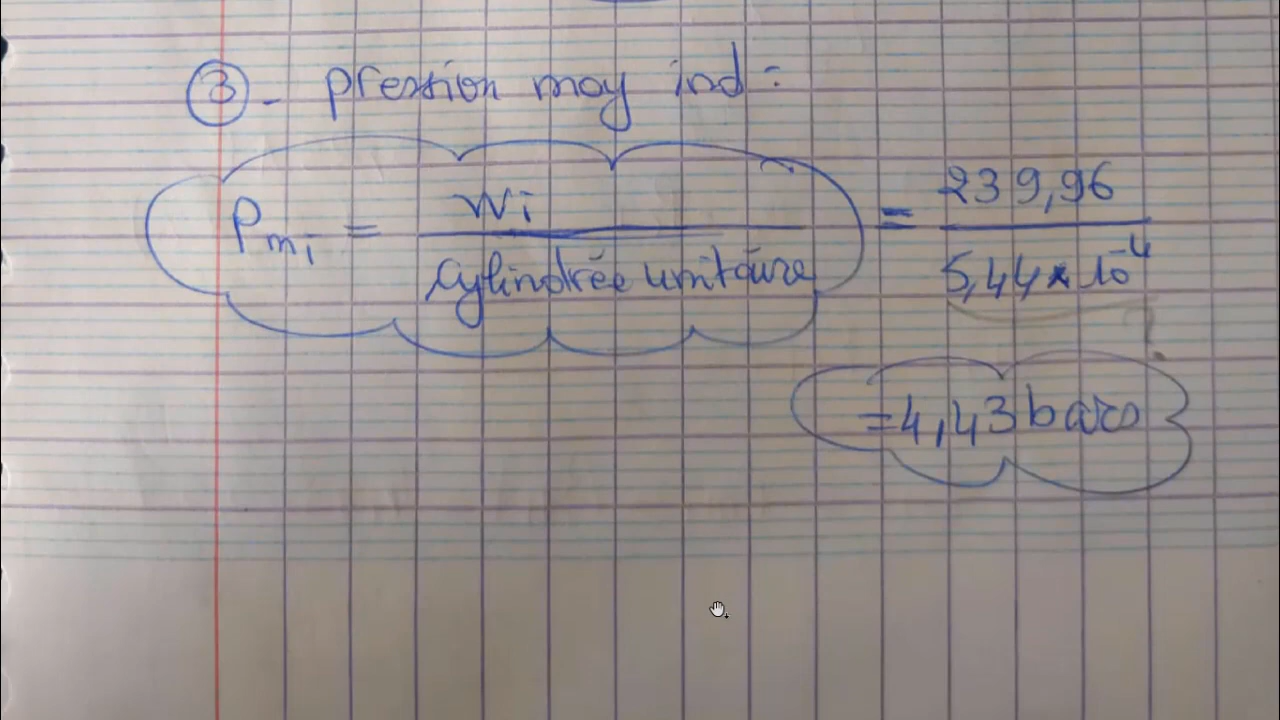 3 - pression moy ind :
Pmi = Wi / Cylindrée unitaire = 239,96 / 5,44 x 10^-4
= 4,43 bars